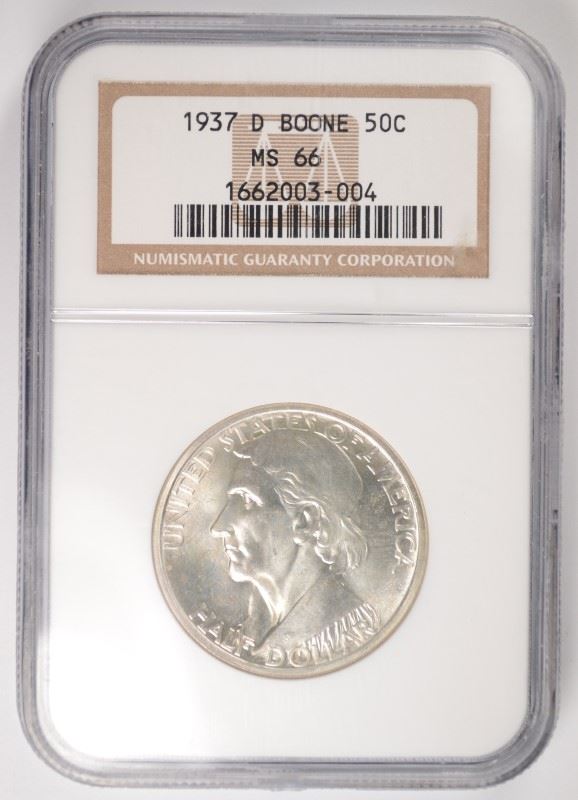 1937 D BOONE 50C
MS 66
1662003-004
NUMISMATIC GUARANTY CORPORATION
UNITED STATES OF AMERICA
HALF DOLLAR